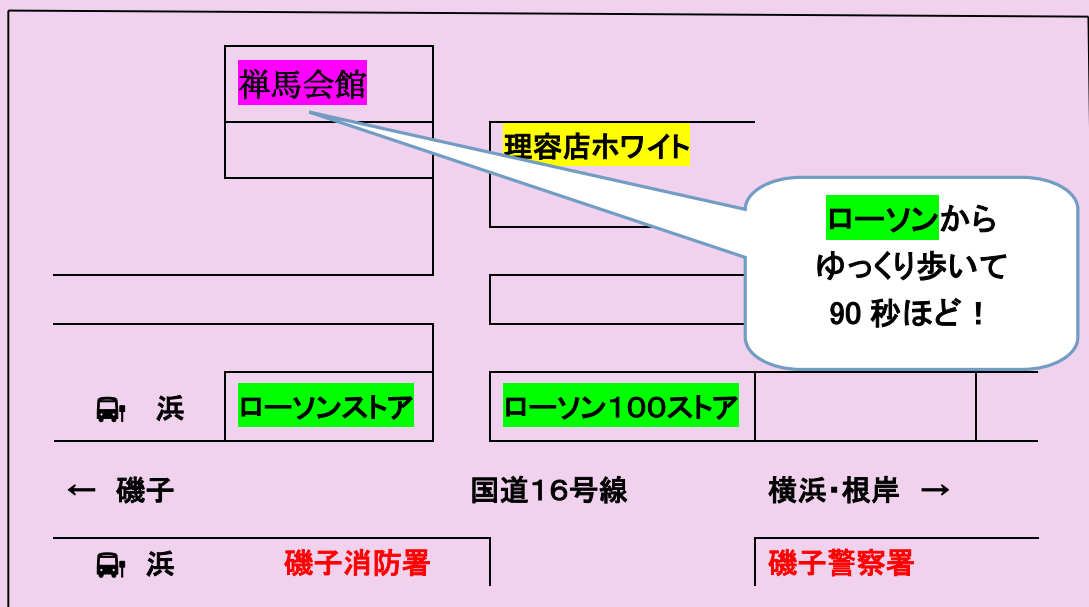 禅馬会館
理容店ホワイト
ローソンから
ゆっくり歩いて
90秒ほど！
浜
ローソンストア
ローソン100ストア
← 磯子
国道16号線
横浜・根岸 →
浜
磯子消防署
磯子警察署